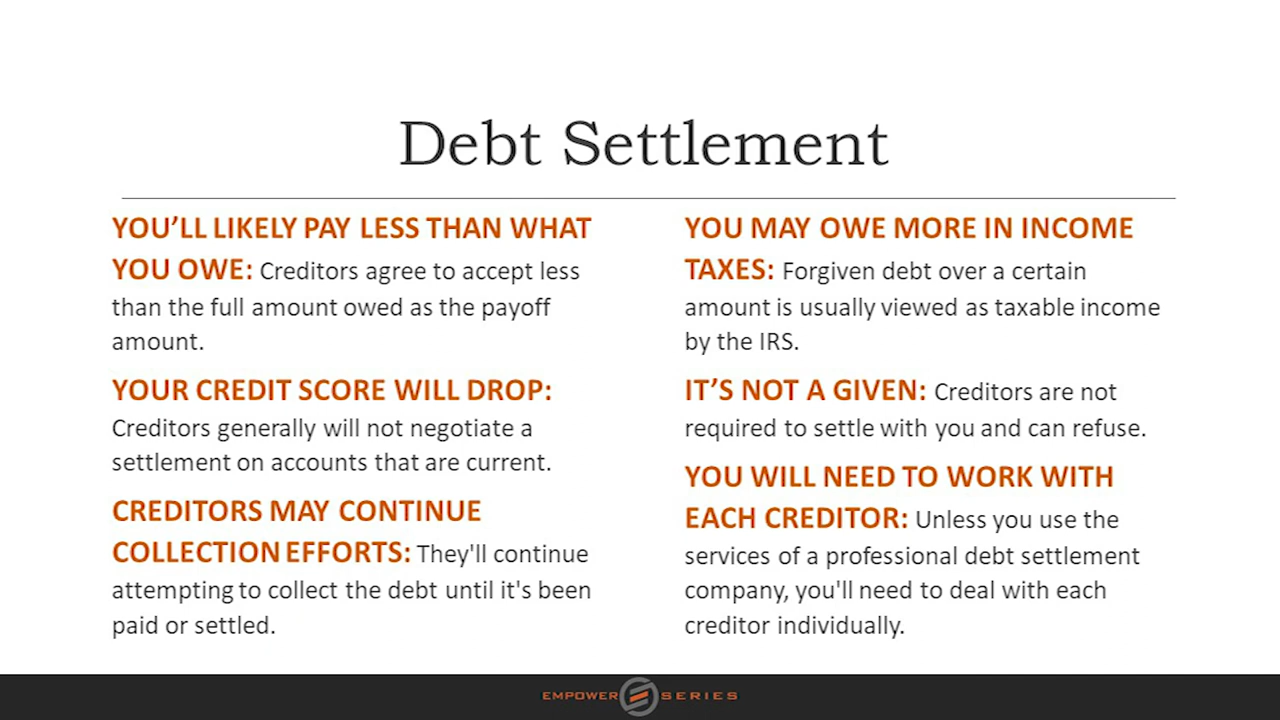 Debt Settlement
YOU’LL LIKELY PAY LESS THAN WHAT
YOU OWE: Creditors agree to accept less
than the full amount owed as the payoff
amount.
YOUR CREDIT SCORE WILL DROP:
Creditors generally will not negotiate a
settlement on accounts that are current.
CREDITORS MAY CONTINUE
COLLECTION EFFORTS: They'll continue
attempting to collect the debt until it's been
paid or settled.
YOU MAY OWE MORE IN INCOME
TAXES: Forgiven debt over a certain
amount is usually viewed as taxable income
by the IRS.
IT’S NOT A GIVEN: Creditors are not
required to settle with you and can refuse.
YOU WILL NEED TO WORK WITH
EACH CREDITOR: Unless you use the
services of a professional debt settlement
company, you'll need to deal with each
creditor individually.
EMPOWER SERIES